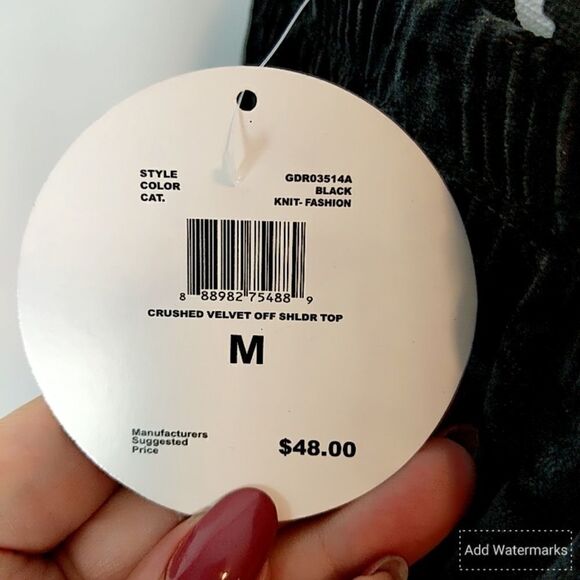 STYLE GDR03514A
COLOR BLACK
CAT. KNIT- FASHION
8 88982 75488 9
CRUSHED VELVET OFF SHLDR TOP
M
Manufacturers
Suggested
Price
$48.00
Add Watermarks